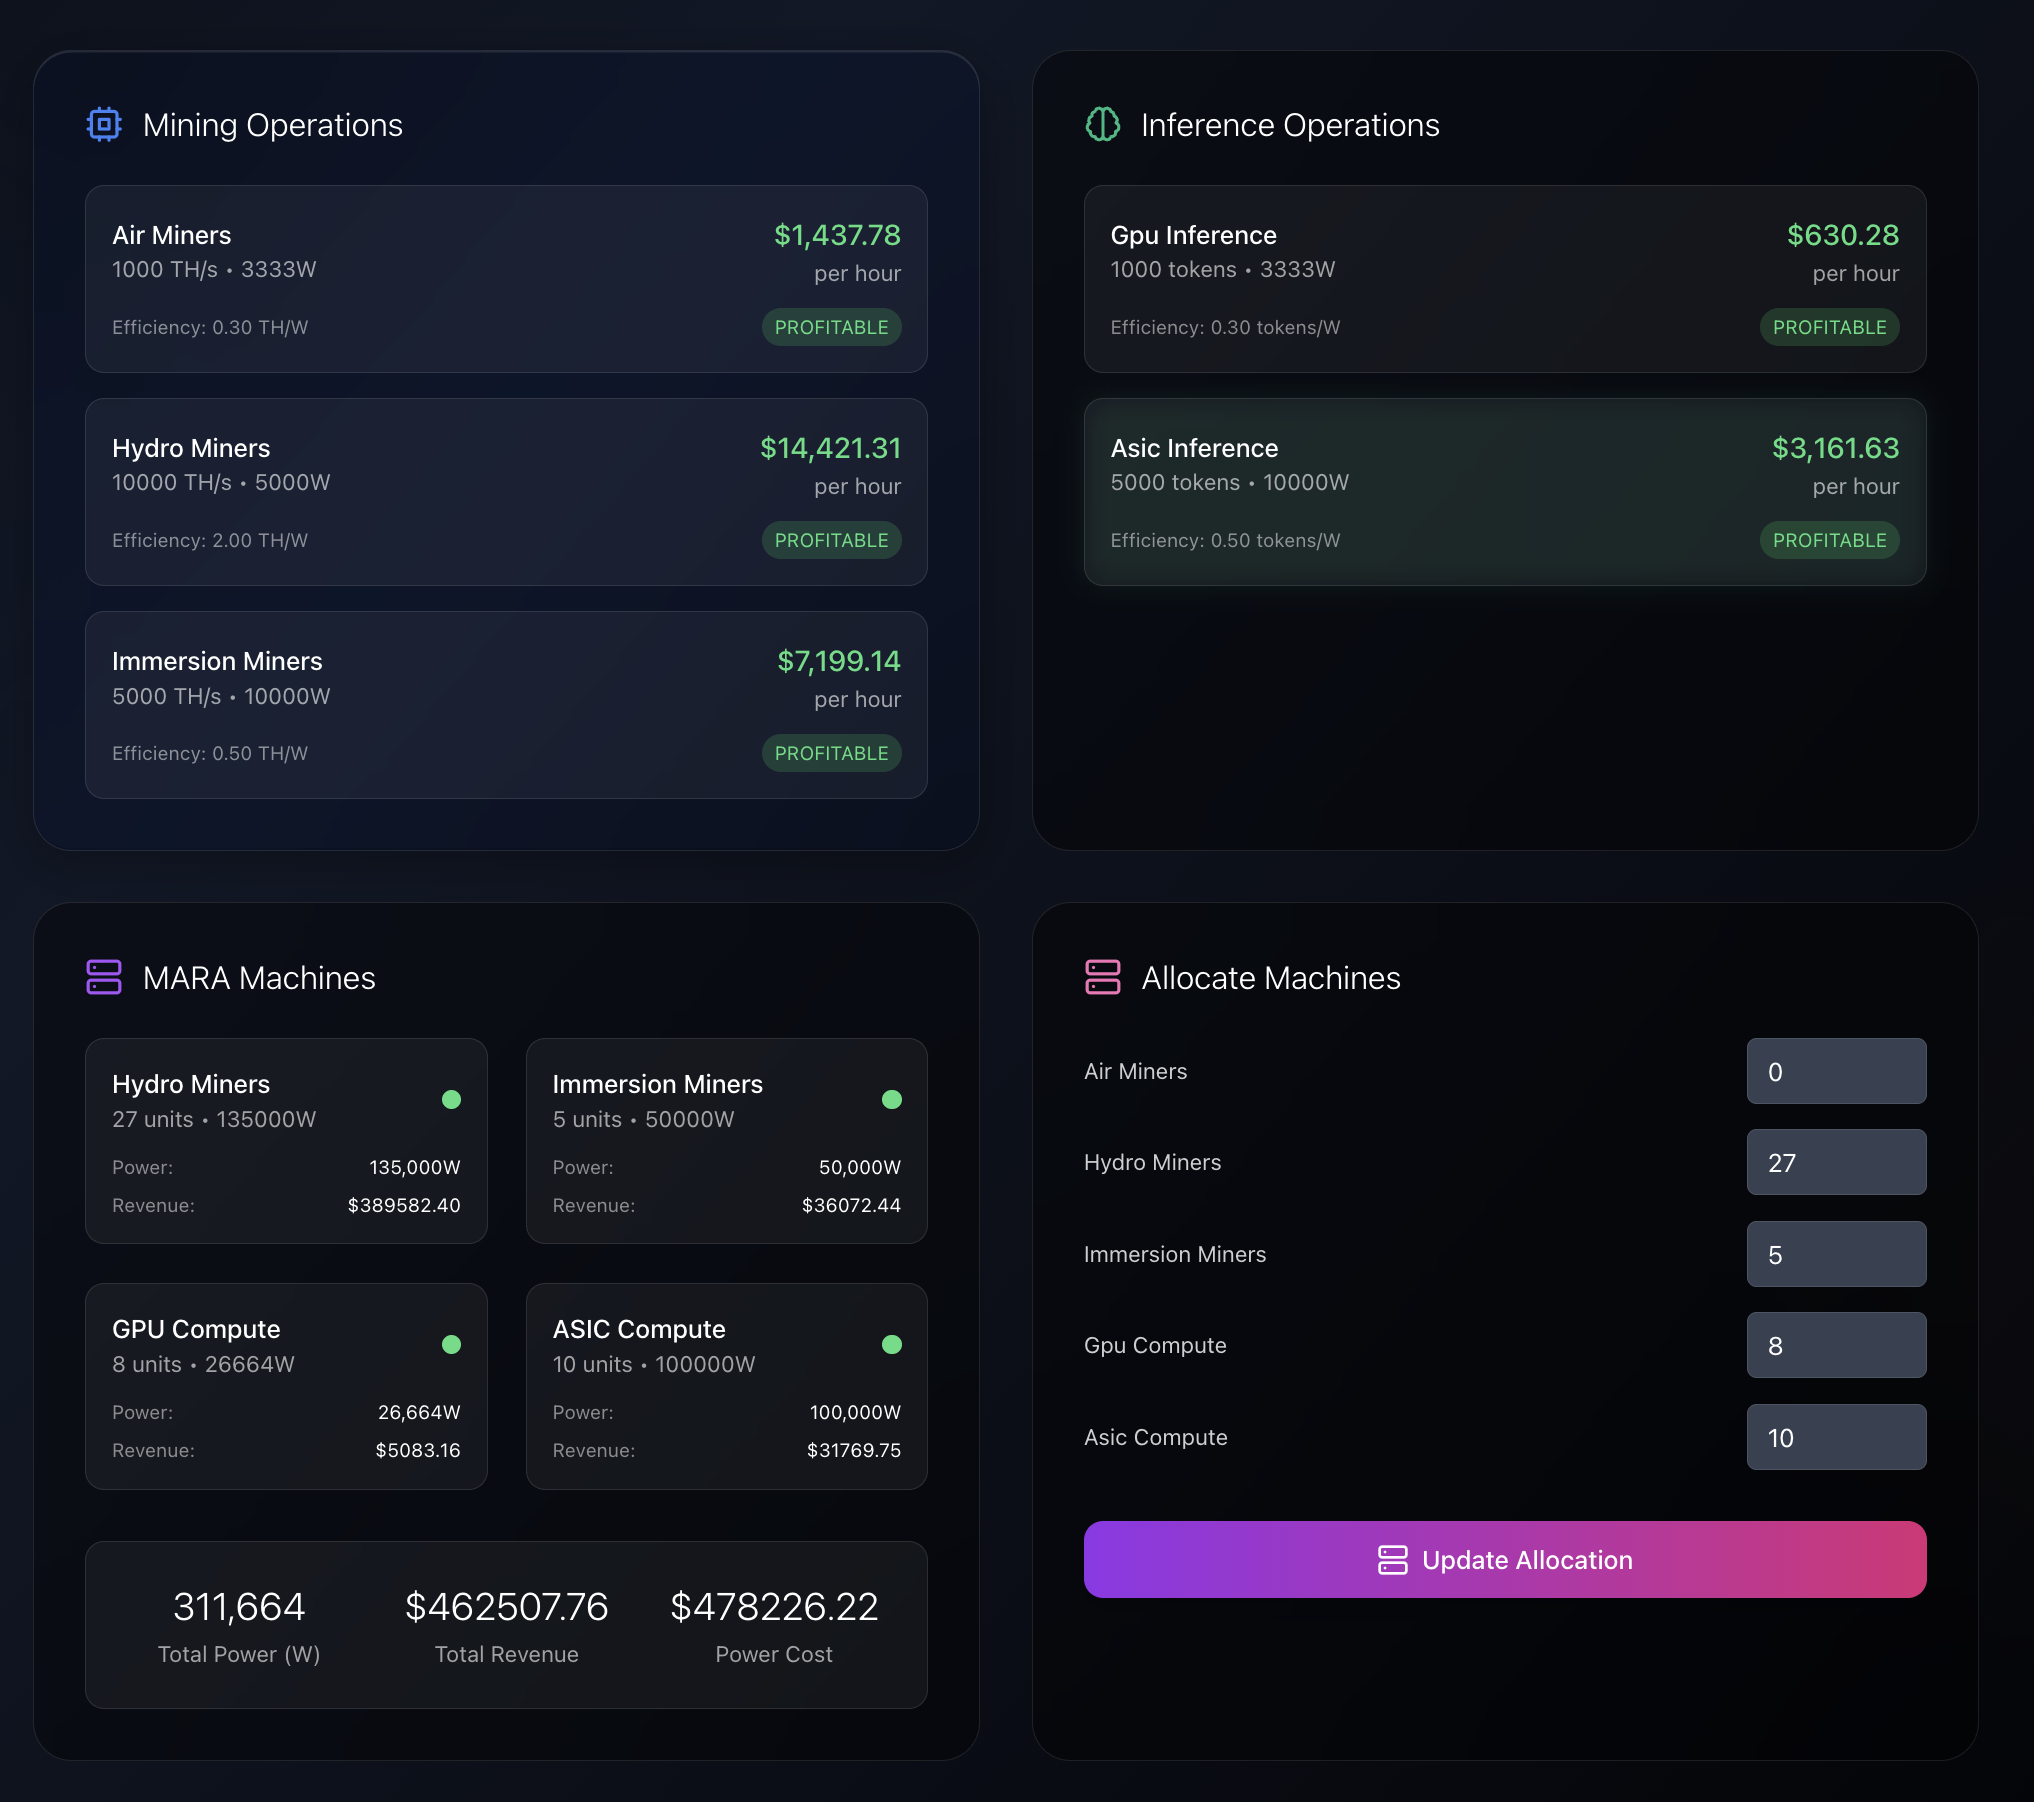 Mining Operations
Air Miners
$1,437.78
1000 TH/s • 3333W
per hour
Efficiency: 0.30 TH/W
PROFITABLE
Hydro Miners
$14,421.31
10000 TH/s • 5000W
per hour
Efficiency: 2.00 TH/W
PROFITABLE
Immersion Miners
$7,199.14
5000 TH/s • 10000W
per hour
Efficiency: 0.50 TH/W
PROFITABLE
Inference Operations
Gpu Inference
$630.28
1000 tokens • 3333W
per hour
Efficiency: 0.30 tokens/W
PROFITABLE
Asic Inference
$3,161.63
5000 tokens • 10000W
per hour
Efficiency: 0.50 tokens/W
PROFITABLE
MARA Machines
Hydro Miners
27 units • 135000W
Power: 135,000W
Revenue: $389582.40
Immersion Miners
5 units • 50000W
Power: 50,000W
Revenue: $36072.44
GPU Compute
8 units • 26664W
Power: 26,664W
Revenue: $5083.16
ASIC Compute
10 units • 100000W
Power: 100,000W
Revenue: $31769.75
311,664
Total Power (W)
$462507.76
Total Revenue
$478226.22
Power Cost
Allocate Machines
Air Miners 0
Hydro Miners 27
Immersion Miners 5
Gpu Compute 8
Asic Compute 10
Update Allocation